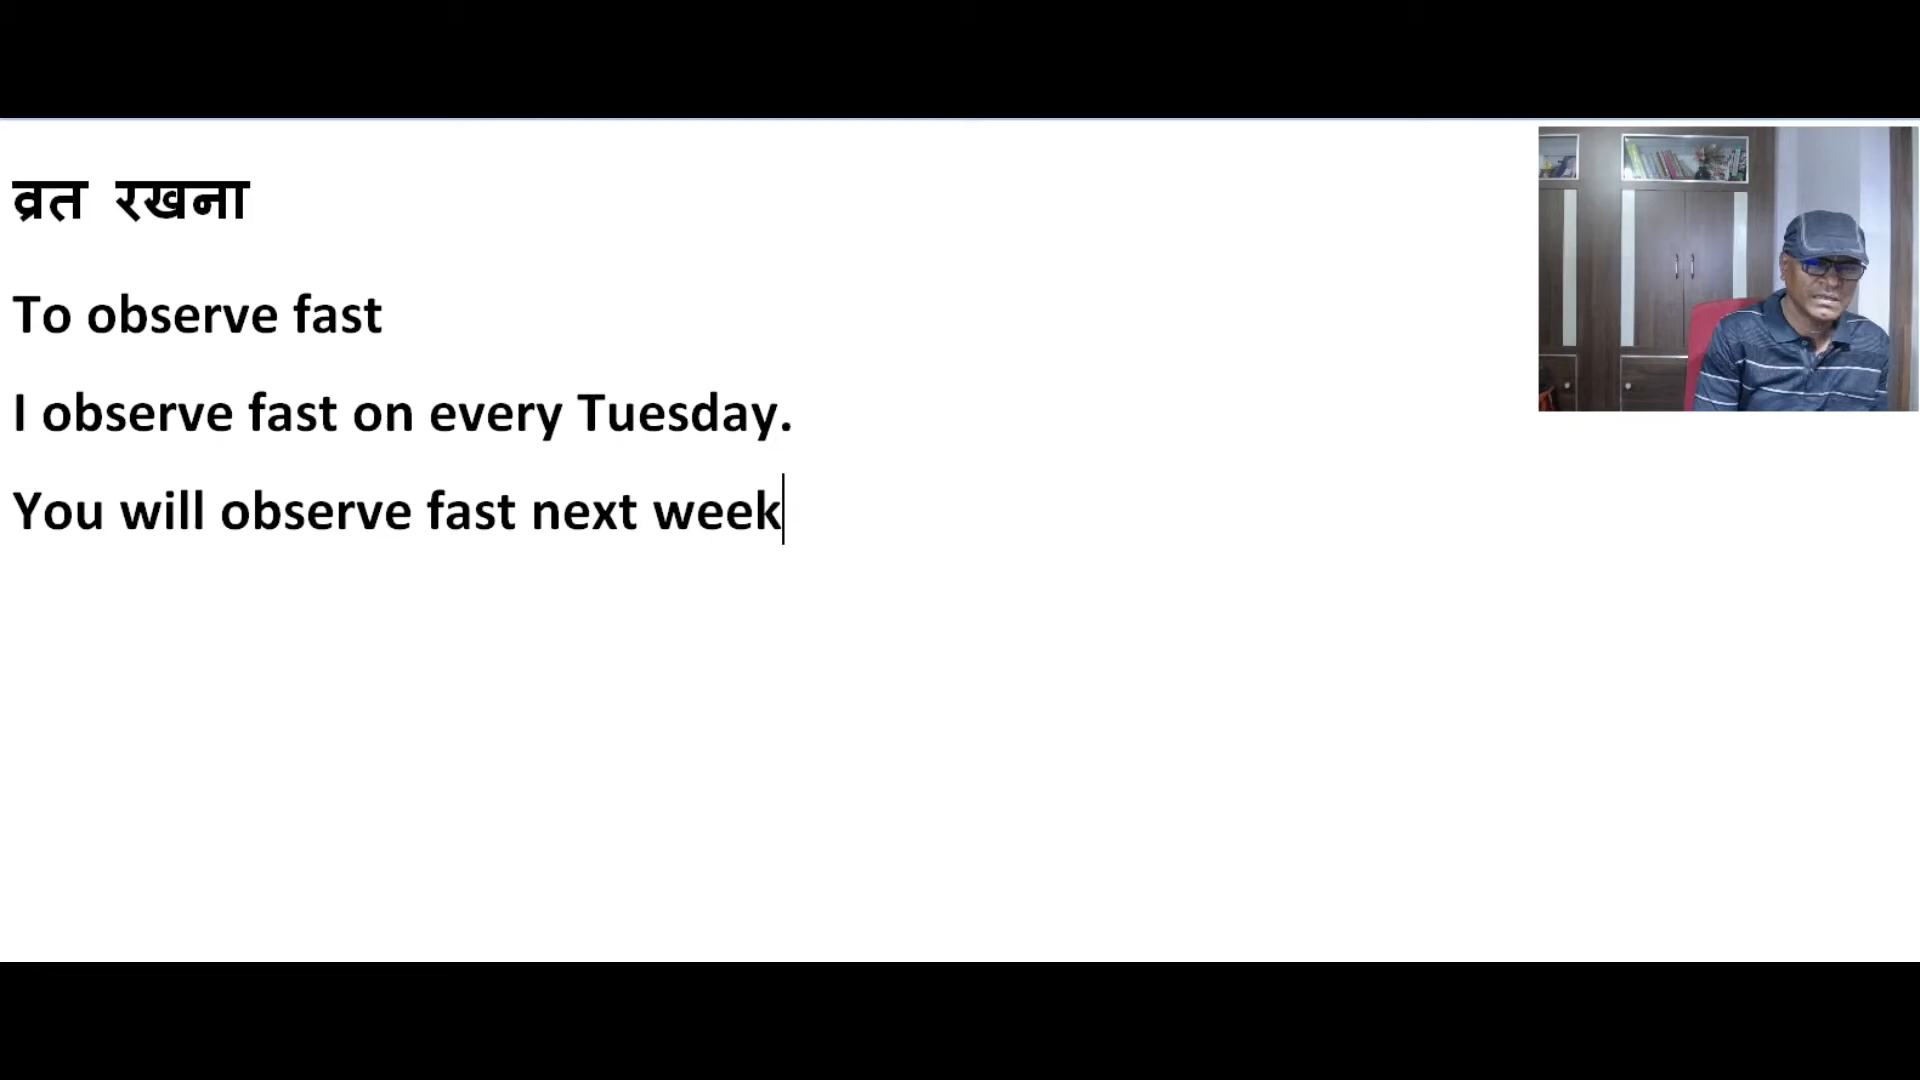 व्रत रखना
To observe fast
I observe fast on every Tuesday.
You will observe fast next week